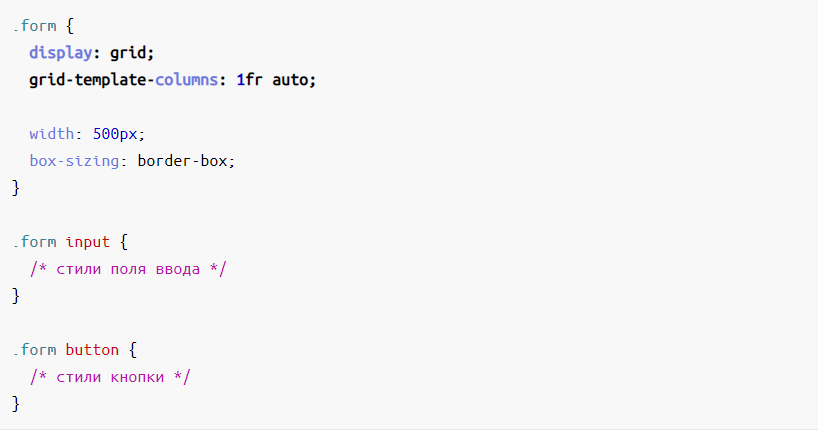 .form {
  display: grid;
  grid-template-columns: 1fr auto;
  width: 500px;
  box-sizing: border-box;
}
.form input {
  /* стили поля ввода */
}
.form button {
  /* стили кнопки */
}